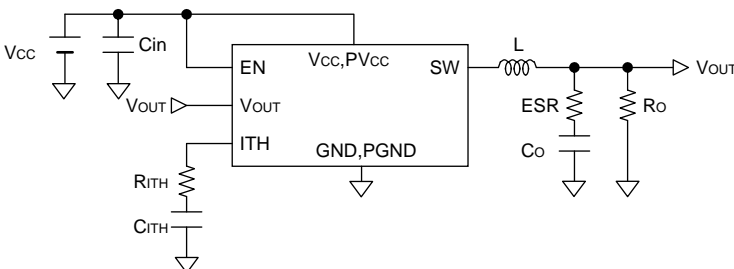 VCC
Cin
EN
VCC,PVCC
SW
L
VOUT
VOUT
VOUT
ESR
RO
ITH
GND,PGND
CO
RITH
CITH